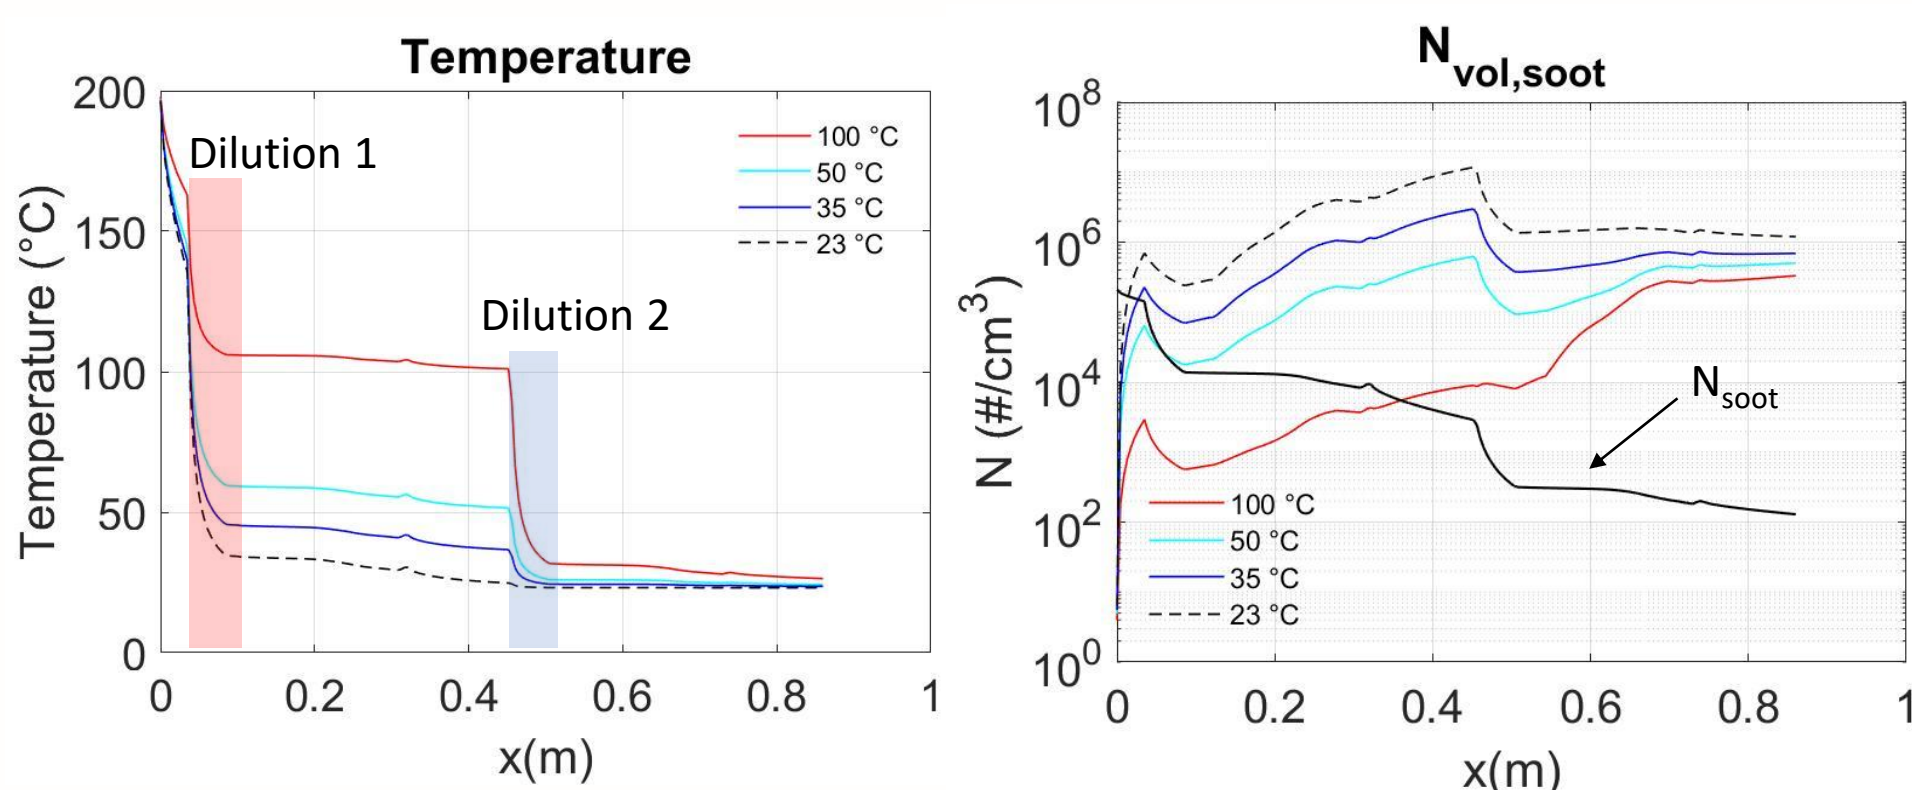 Temperature
200
150
100
50
0
Temperature (°C)
Dilution 1
Dilution 2
100 °C
50 °C
35 °C
23 °C
0
0.2
0.4
0.6
0.8
1
x(m)
N_vol,soot
10^8
10^6
10^4
10^2
10^0
N (#/cm^3)
N_soot
100 °C
50 °C
35 °C
23 °C
0
0.2
0.4
0.6
0.8
1
x(m)